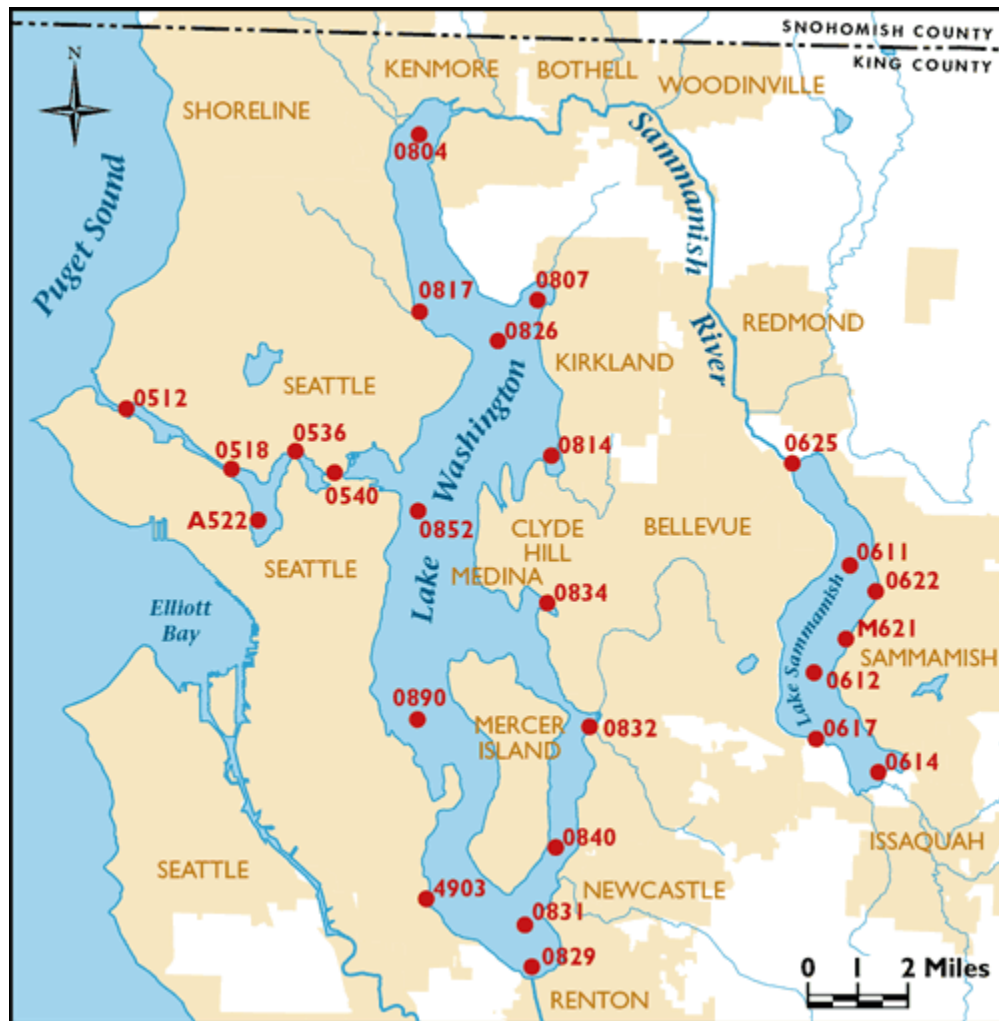 SNOHOMISH COUNTY
KING COUNTY
N
KENMORE
BOTHELL
WOODINVILLE
SHORELINE
0804
Sammamish
River
Puget Sound
0807
0817
0826
REDMOND
KIRKLAND
SEATTLE
0512
Lake Washington
0536
0518
0814
0625
0540
A522
0852
CLYDE
HILL
BELLEVUE
SEATTLE
MEDINA
0611
0622
0834
Elliott
Bay
Lake Sammamish
M621
SAMMAMISH
0612
0890
MERCER
ISLAND
0832
0617
0614
0840
ISSAQUAH
SEATTLE
4903
NEWCASTLE
0831
0829
0 1 2 Miles
RENTON